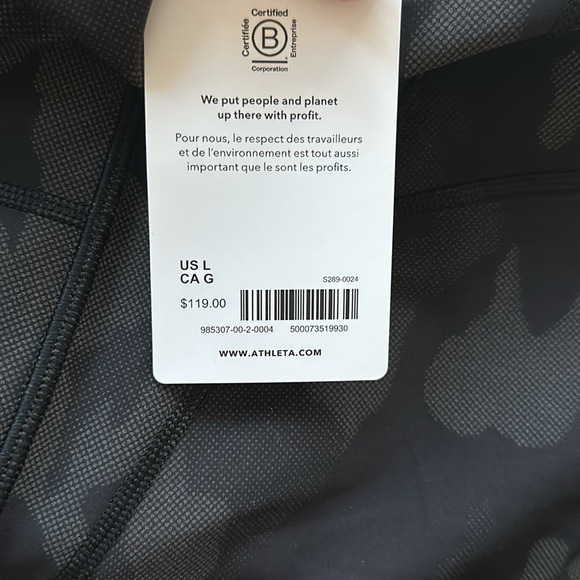 Certified
Certifiée
B
Entreprise
Corporation
We put people and planet
up there with profit.
Pour nous, le respect des travailleurs
et de l'environnement est tout aussi
important que le sont les profits.
US L
CA G
S289-0024
$119.00
985307-00-2-0004 500073519930
WWW.ATHLETA.COM